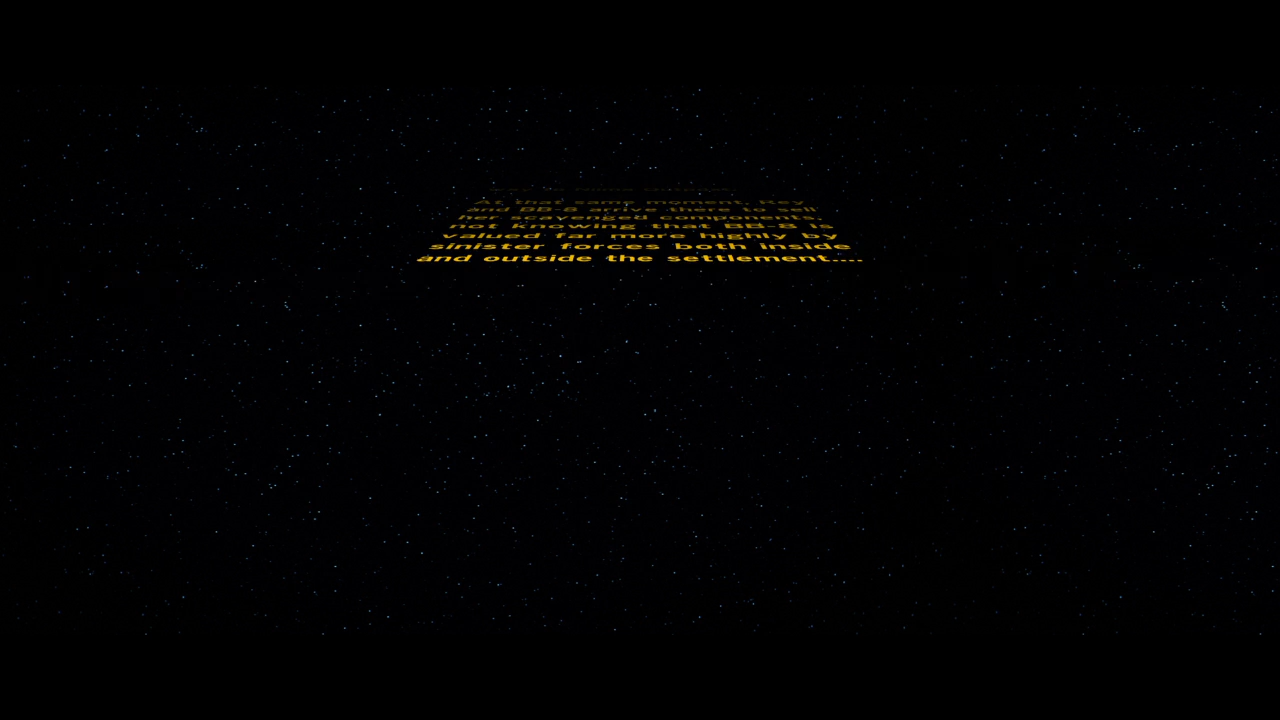 At that same moment, Rey
and BB-8 arrive there to sell
her scavenged components,
not knowing that BB-8 is
valued far more highly by
sinister forces both inside
and outside the settlement....